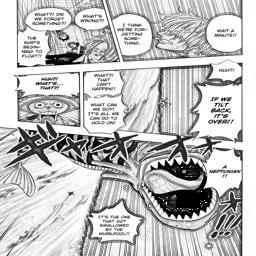 WAIT A
MINUTE!!
I THINK
WE'RE FOR-
GETTING
SOME-
THING.
WHAT'S
WRONG?!
WHAT?! DID
WE FORGET
SOMETHING?!
THE
SHIP'S
BEGIN-
NING TO
FLOAT!!
HUH?!
IF WE
TILT
BACK,
IT'S
OVER!!
WHAT?!
THAT
CAN'T
HAPPEN!!
WHAT CAN
WE DO?!
IT'S ALL WE
CAN DO TO
HOLD ON!
HUH?!
WHAT'S...
THAT?!
A
NEPTUNIAN
!!
IT'S THE
ONE THAT
GOT
SWALLOWED
BY THE
WHIRLPOOL!!